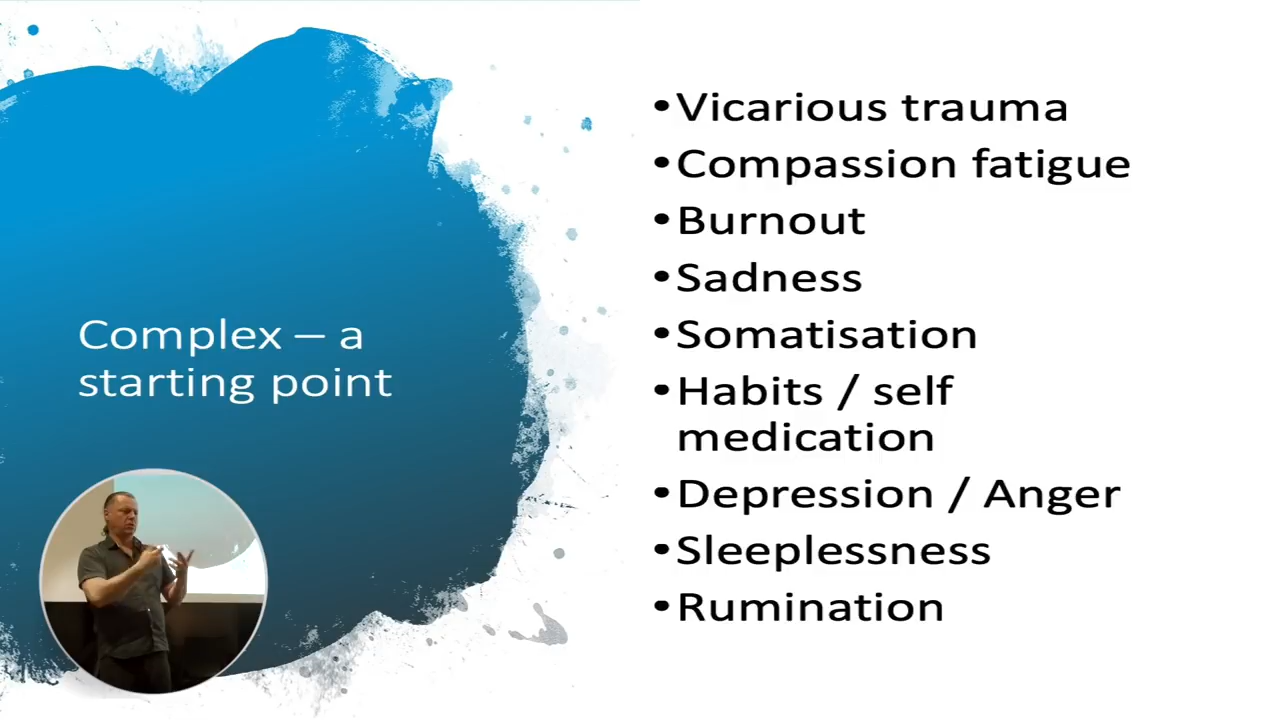 Complex – a
starting point
•Vicarious trauma
•Compassion fatigue
•Burnout
•Sadness
•Somatisation
•Habits / self
medication
•Depression / Anger
•Sleeplessness
•Rumination